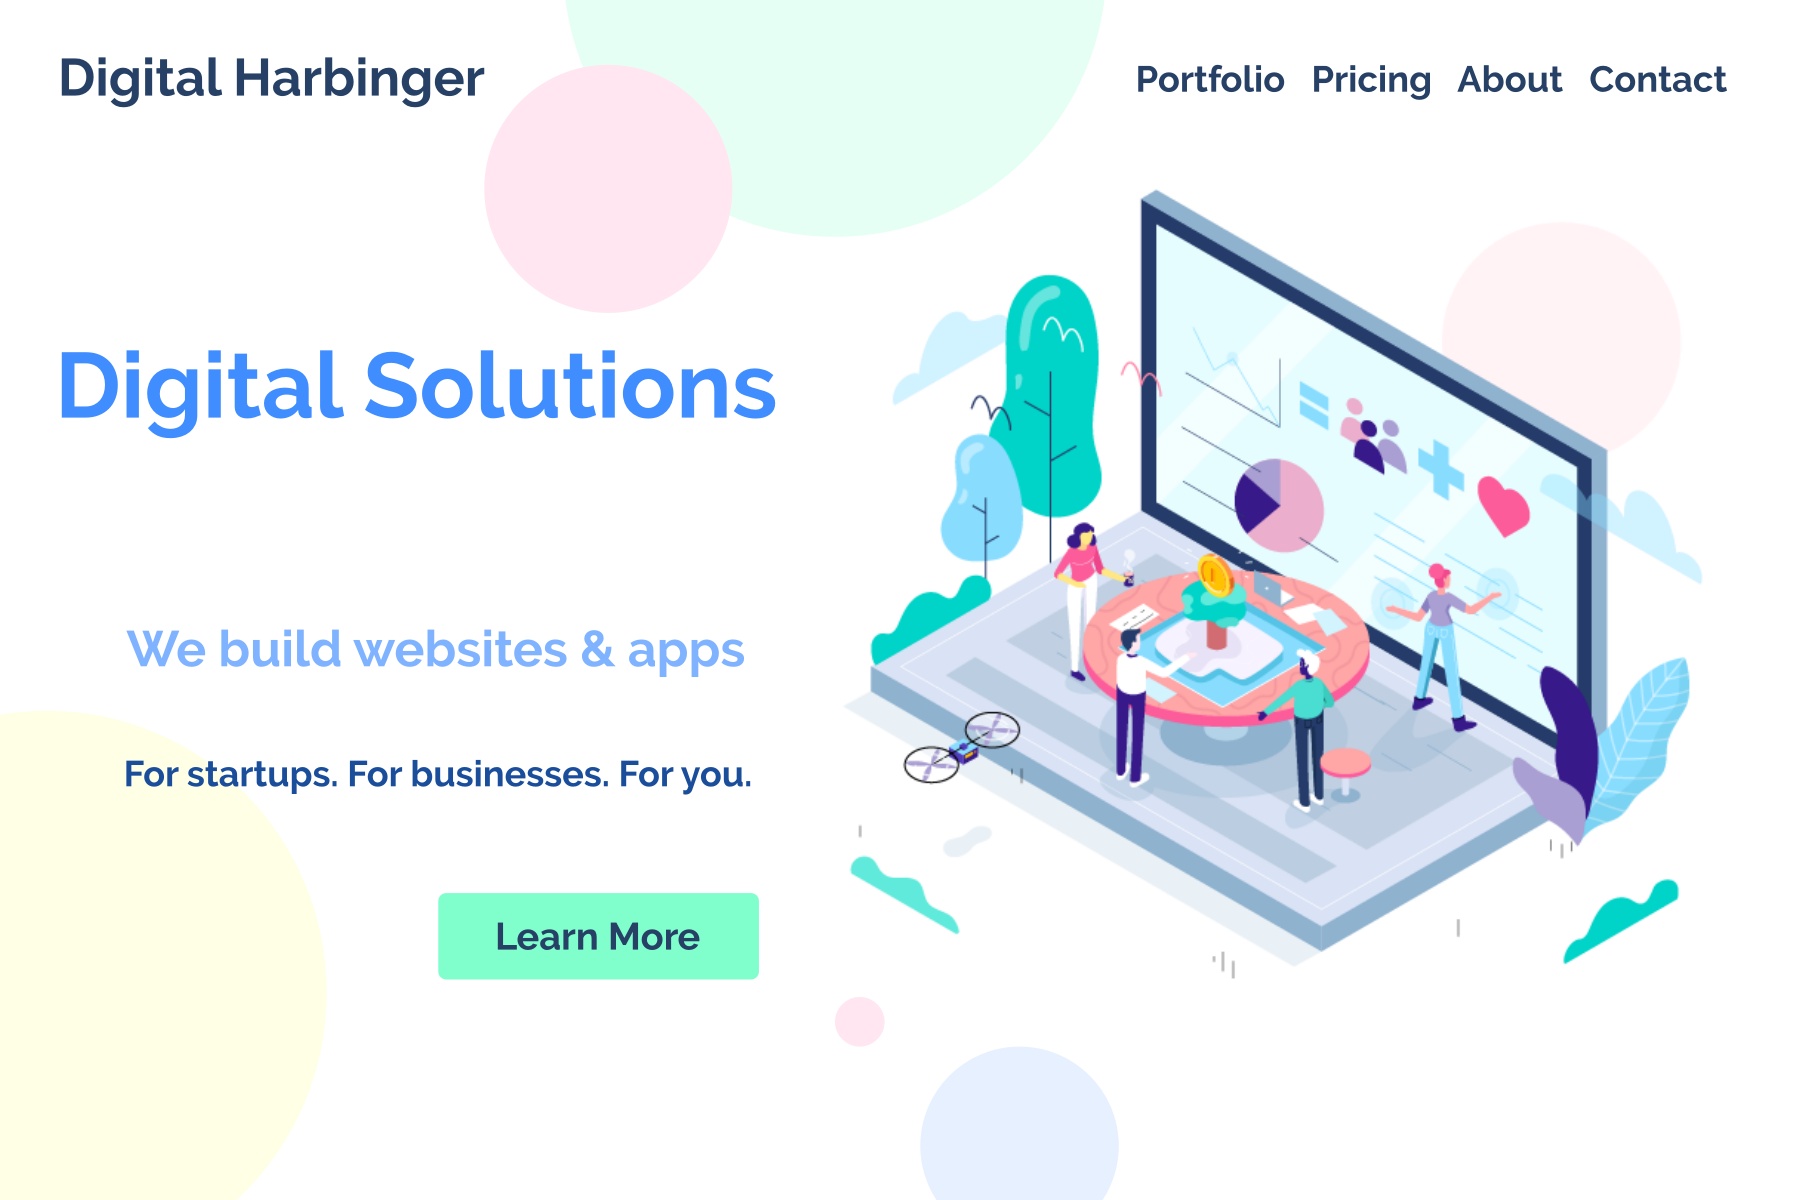 Digital Harbinger
Portfolio Pricing About Contact
Digital Solutions
We build websites & apps
For startups. For businesses. For you.
Learn More